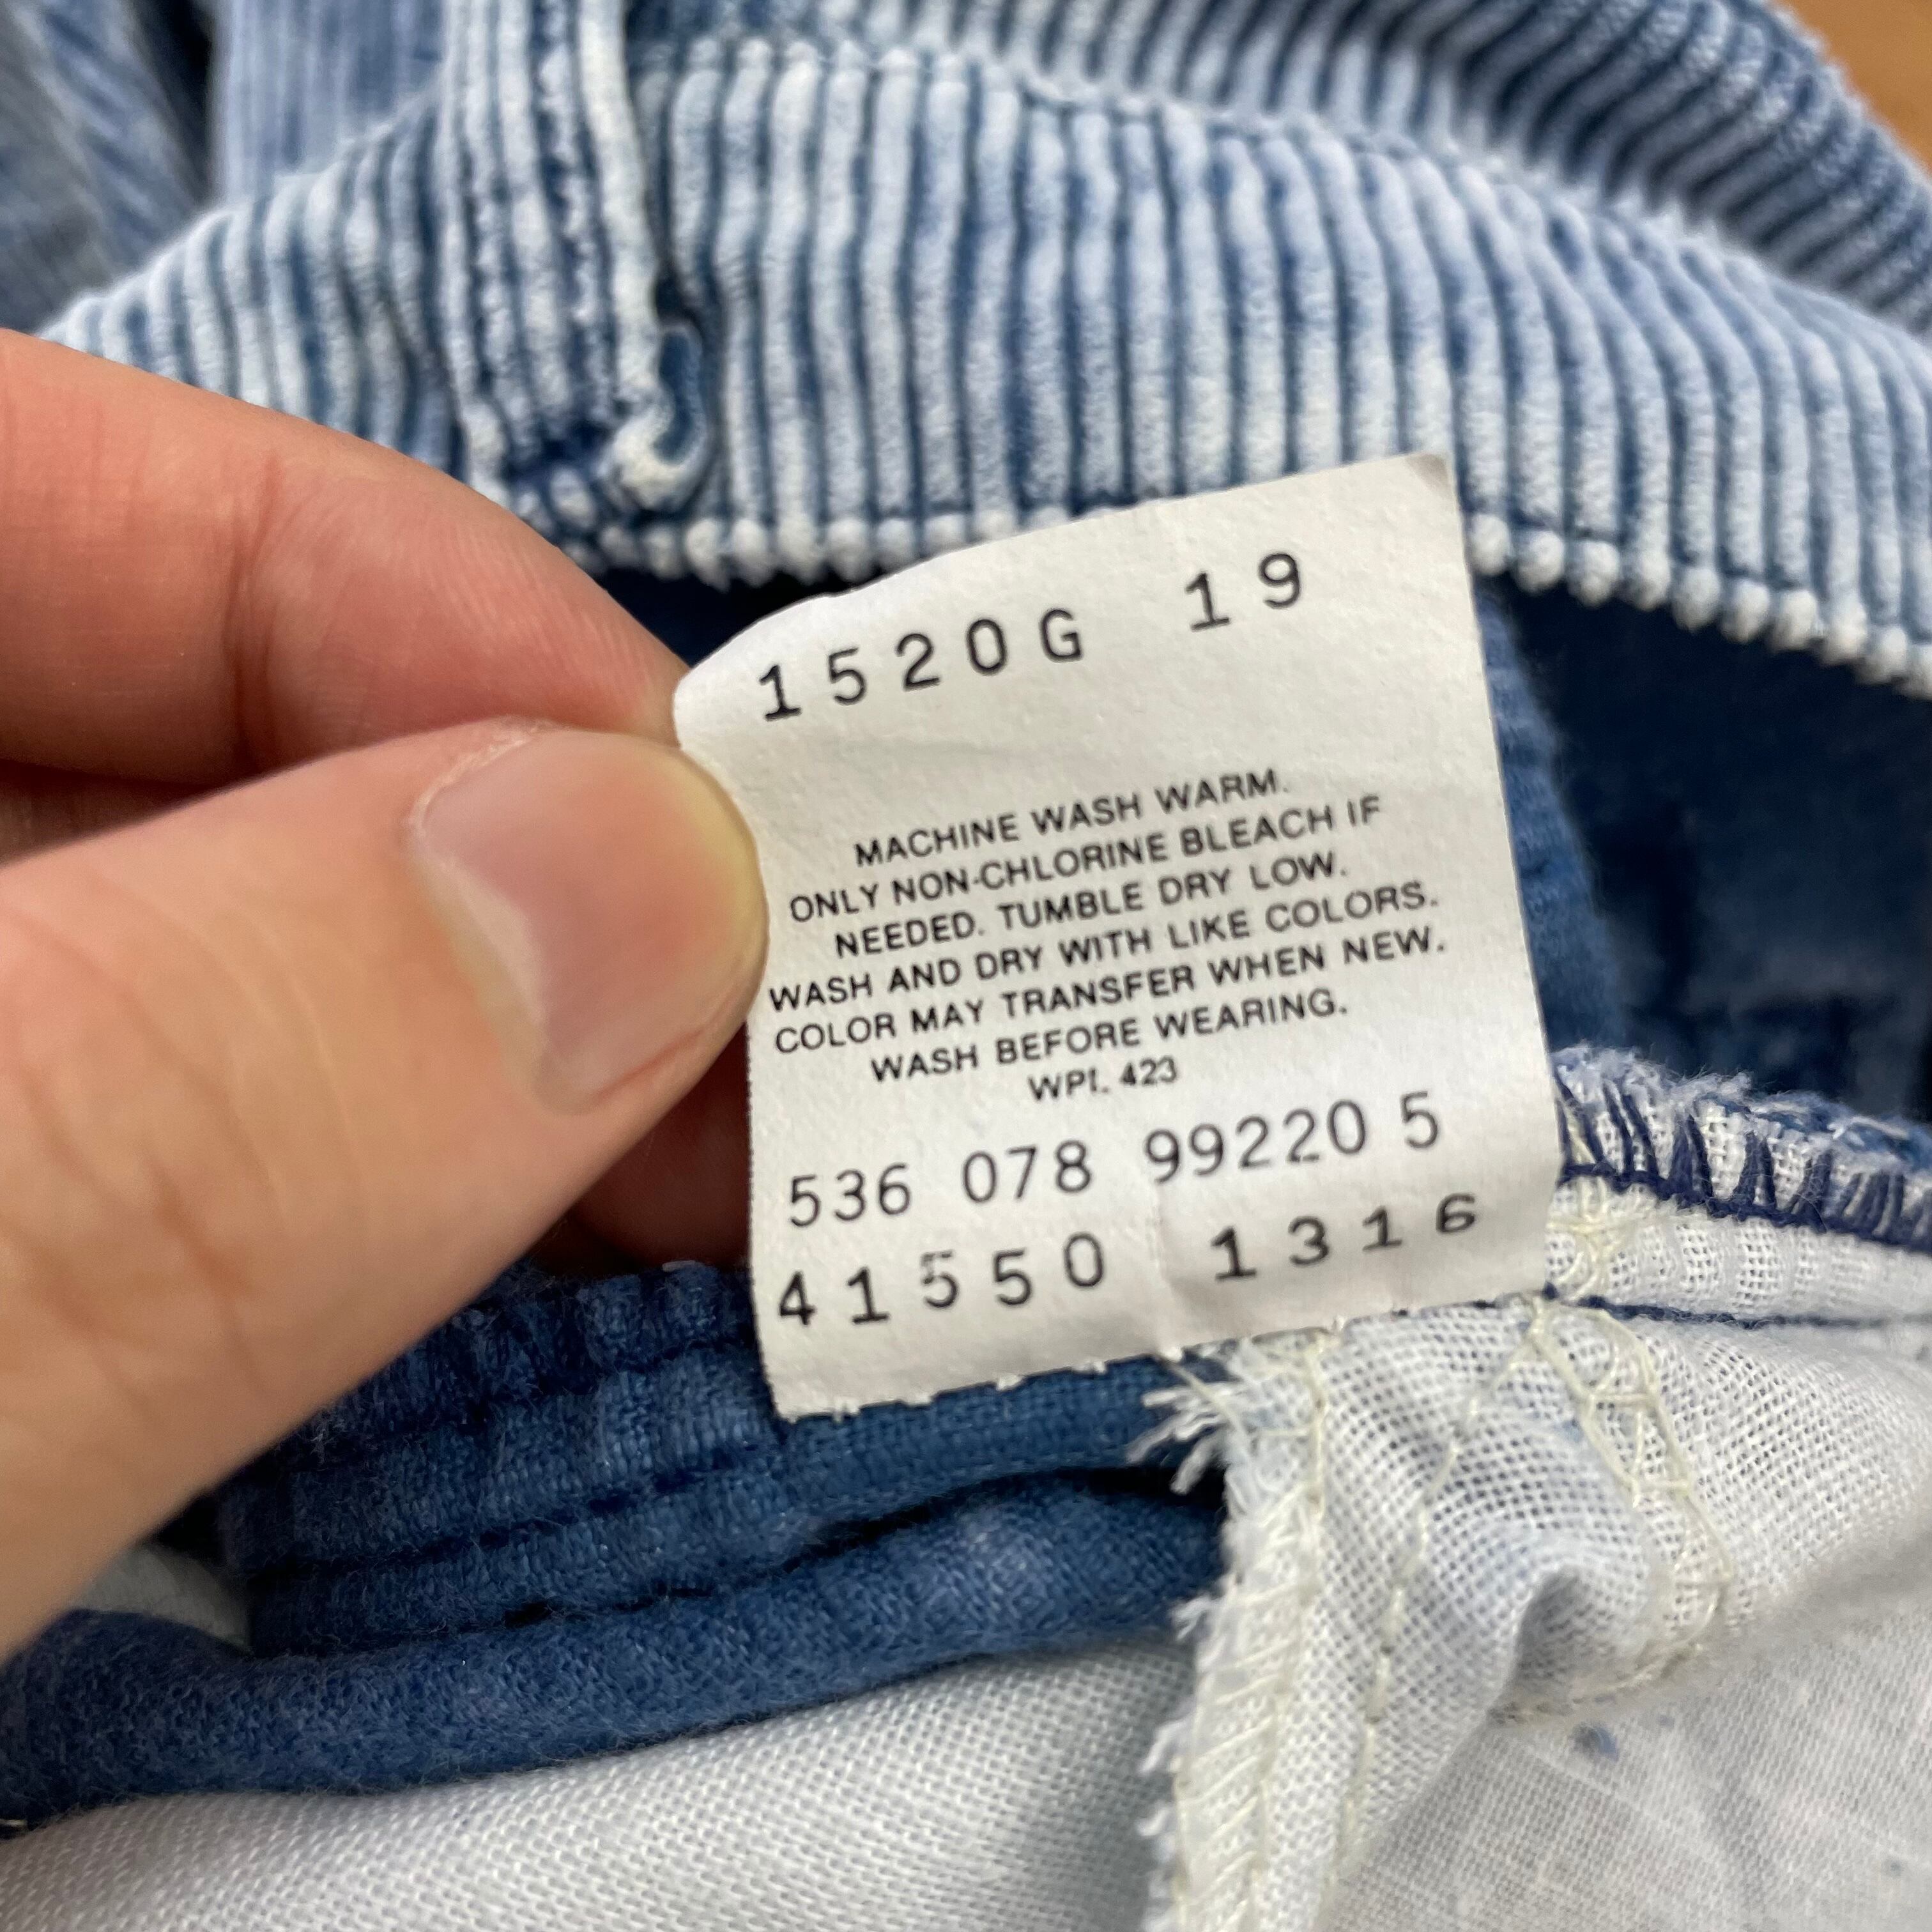 1520G 19
MACHINE WASH WARM.
ONLY NON-CHLORINE BLEACH IF
NEEDED. TUMBLE DRY LOW.
WASH AND DRY WITH LIKE COLORS.
COLOR MAY TRANSFER WHEN NEW.
WASH BEFORE WEARING.
WPL 423
536 078 99220 5
41550 1316